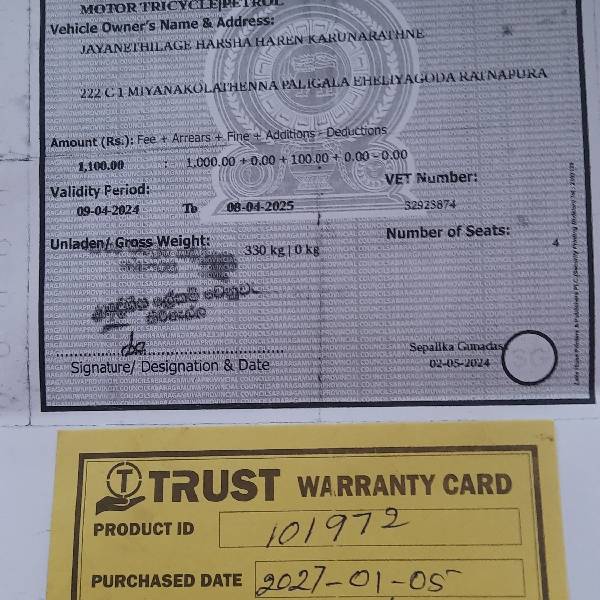 MOTOR TRICYCLE|PETROL
Vehicle Owner's Name & Address:
JAYANETHILAGE HARSHA HAREN KARUNARATHNE
222 C 1 MIYANAKOLATHENNA PALIGALA EHELIYAGODA RATNAPURA
Amount (Rs.): Fee + Arrears + Fine + Additions - Deductions
1,100.00 : 1,000.00 + 0.00 + 100.00 + 0.00 - 0.00
Validity Period: VET Number:
09-04-2024 To 08-04-2025 32923874
Unladen/ Gross Weight: Number of Seats:
330 kg | 0 kg 4
Signature/ Designation & Date
Sepalika Gunadasa
02-05-2024
TRUST WARRANTY CARD
PRODUCT ID 101972
PURCHASED DATE 2027-01-05